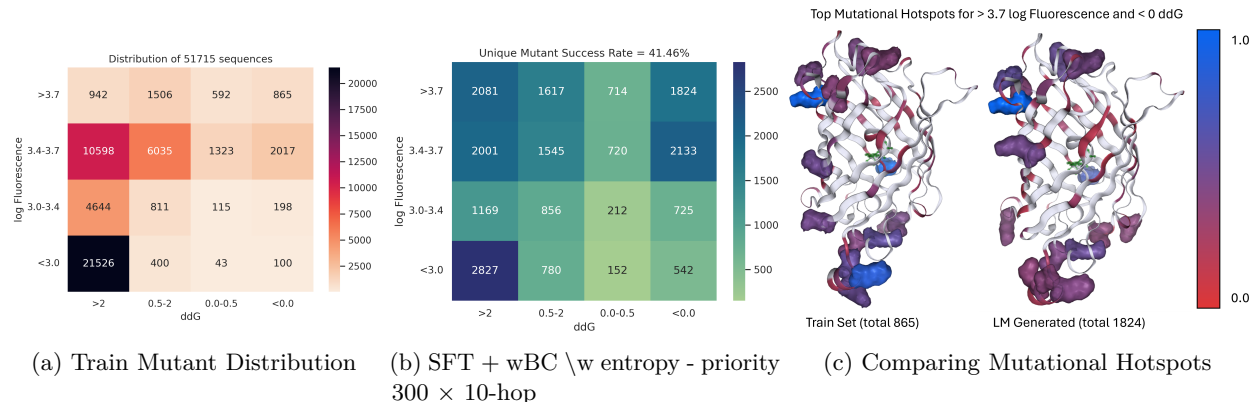 Distribution of 51715 sequences
>3.7 942 1506 592 865
3.4-3.7 10598 6035 1323 2017
3.0-3.4 4644 811 115 198
<3.0 21526 400 43 100
>2 0.5-2 0.0-0.5 <0.0
ddG
log Fluorescence
20000
17500
15000
12500
10000
7500
5000
2500
(a) Train Mutant Distribution
Unique Mutant Success Rate = 41.46%
>3.7 2081 1617 714 1824
3.4-3.7 2001 1545 720 2133
3.0-3.4 1169 856 212 725
<3.0 2827 780 152 542
>2 0.5-2 0.0-0.5 <0.0
ddG
log Fluorescence
2500
2000
1500
1000
500
(b) SFT + wBC \w entropy - priority
300 × 10-hop
Top Mutational Hotspots for > 3.7 log Fluorescence and < 0 ddG
1.0
0.0
Train Set (total 865) LM Generated (total 1824)
(c) Comparing Mutational Hotspots